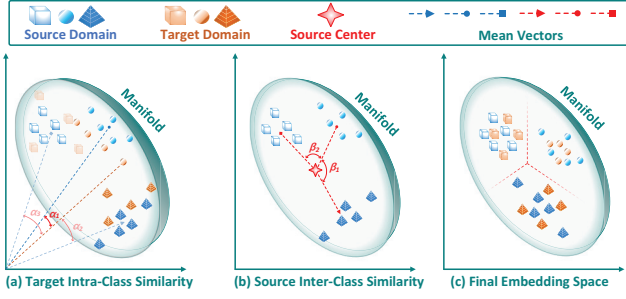 Source Domain Target Domain Source Center Mean Vectors
Manifold Manifold Manifold
α₃ α₁ α₂
β₂ β₁
(a) Target Intra-Class Similarity (b) Source Inter-Class Similarity (c) Final Embedding Space